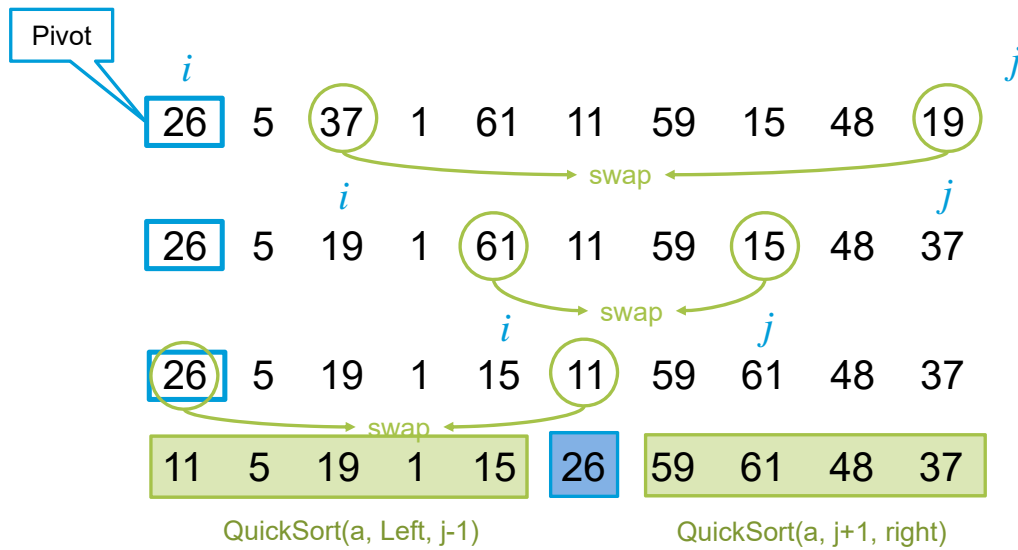 Pivot
i j
26 5 37 1 61 11 59 15 48 19
swap
i j
26 5 19 1 61 11 59 15 48 37
swap
i j
26 5 19 1 15 11 59 61 48 37
swap
11 5 19 1 15 26 59 61 48 37
QuickSort(a, Left, j-1) QuickSort(a, j+1, right)